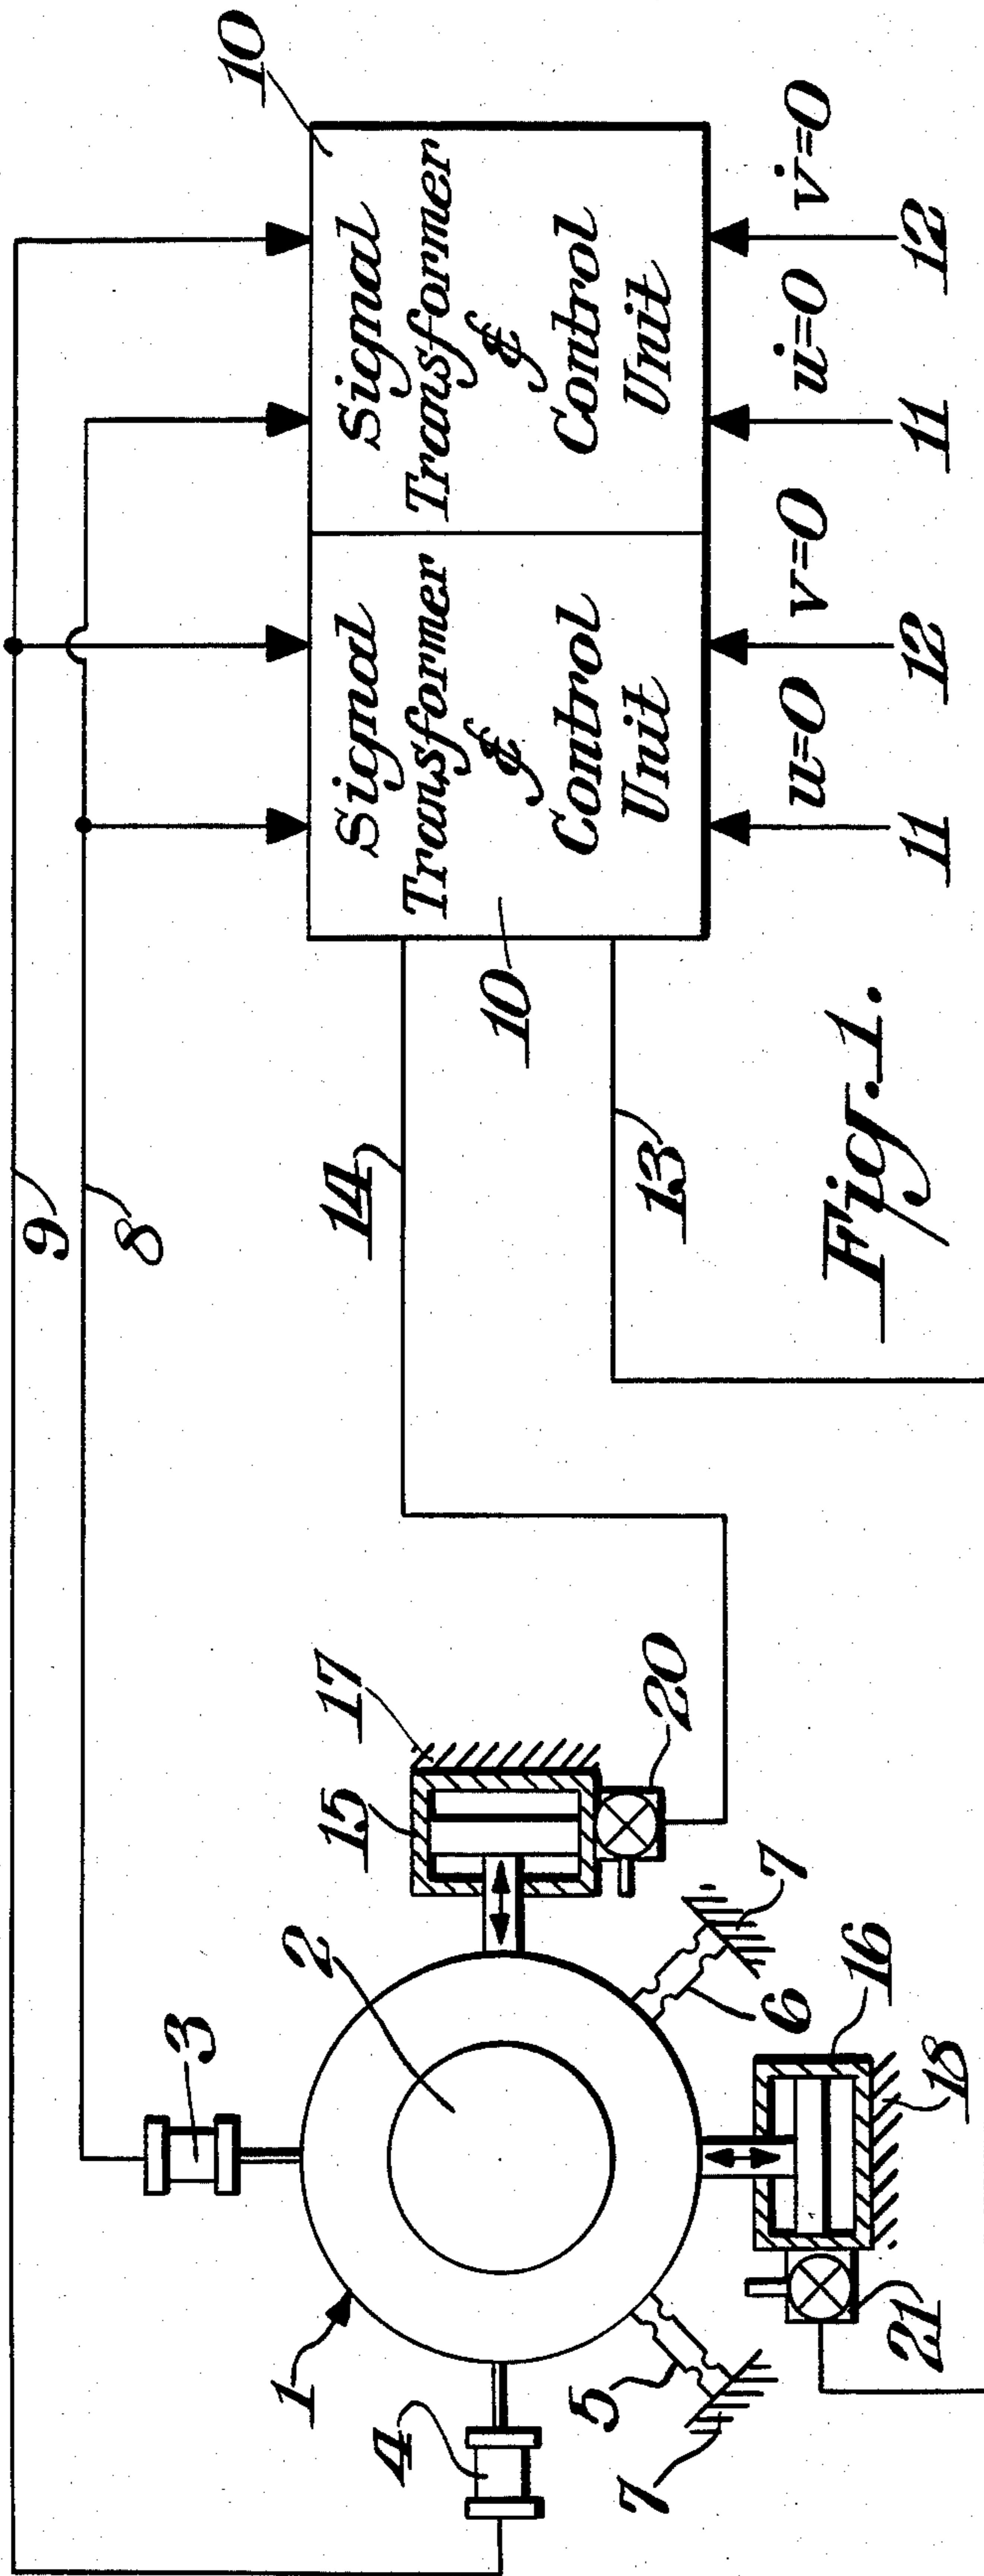 10
9
8
Signal
Transformer
&
Control
Unit
Signal
Transformer
&
Control
Unit
10
14
13
u=0
v=0
u̇=0
v̇=0
11
12
11
12
3
2
17
15
20
1
4
5
7
6
7
16
18
21
Fig. 1.